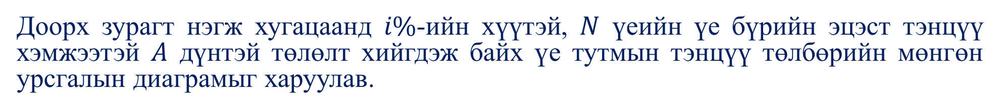 Доорх зурагт нэгж хугацаанд i%-ийн хүүтэй, N үеийн үе бүрийн эцэст тэнцүү
хэмжээтэй A дүнтэй төлөлт хийгдэж байх үе тутмын тэнцүү төлбөрийн мөнгөн
урсгалын диаграмыг харуулав.